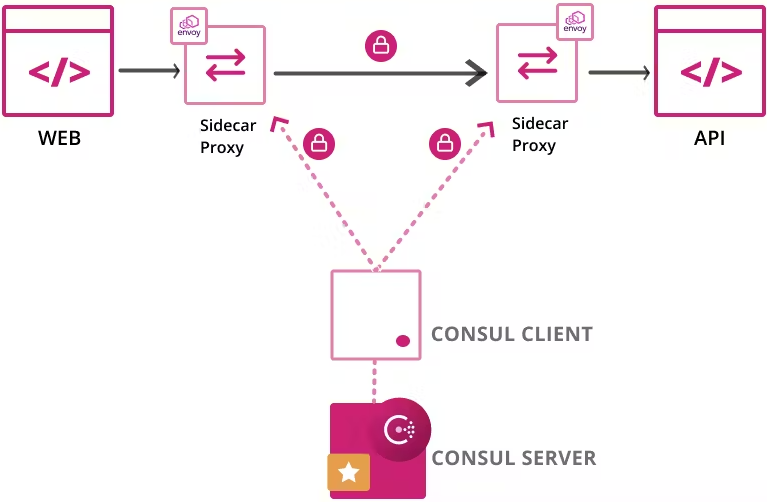 envoy
envoy
</>
</>
WEB
Sidecar
Proxy
Sidecar
Proxy
API
CONSUL CLIENT
CONSUL SERVER